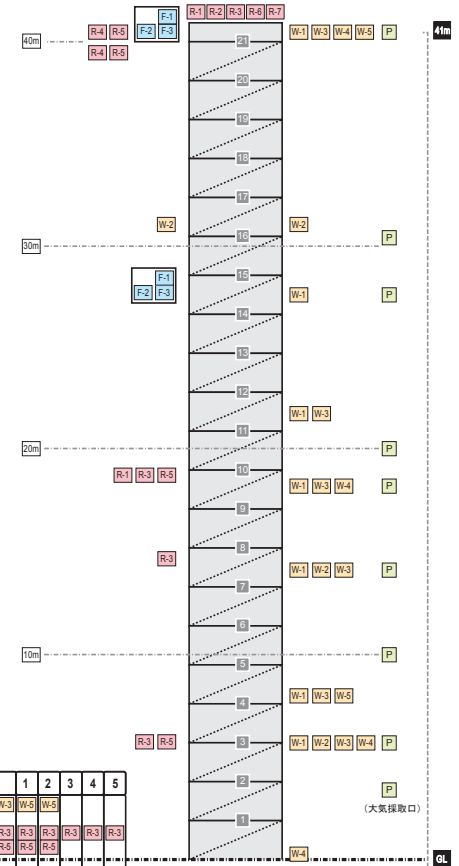 R-1 R-2 R-3 R-6 R-7
F-1
F-2 F-3
R-4 R-5
W-1 W-3 W-4 W-5 P
41m
40m
21
R-4 R-5
20
19
18
17
W-2
W-2
16
P
30m
15
F-1
F-2 F-3
W-1
P
14
13
12
W-1 W-3
11
20m
P
10
R-1 R-3 R-5
W-1 W-3 W-4
P
9
8
R-3
W-1 W-2 W-3
P
7
6
10m
P
5
W-1 W-3 W-5
4
R-3 R-5
3
W-1 W-2 W-3 W-4 P
2
P
(大気採取口)
1 2 3 4 5
W-5 W-5
1
R-3 R-3 R-3 R-3 R-3
R-5 R-5
W-4
GL